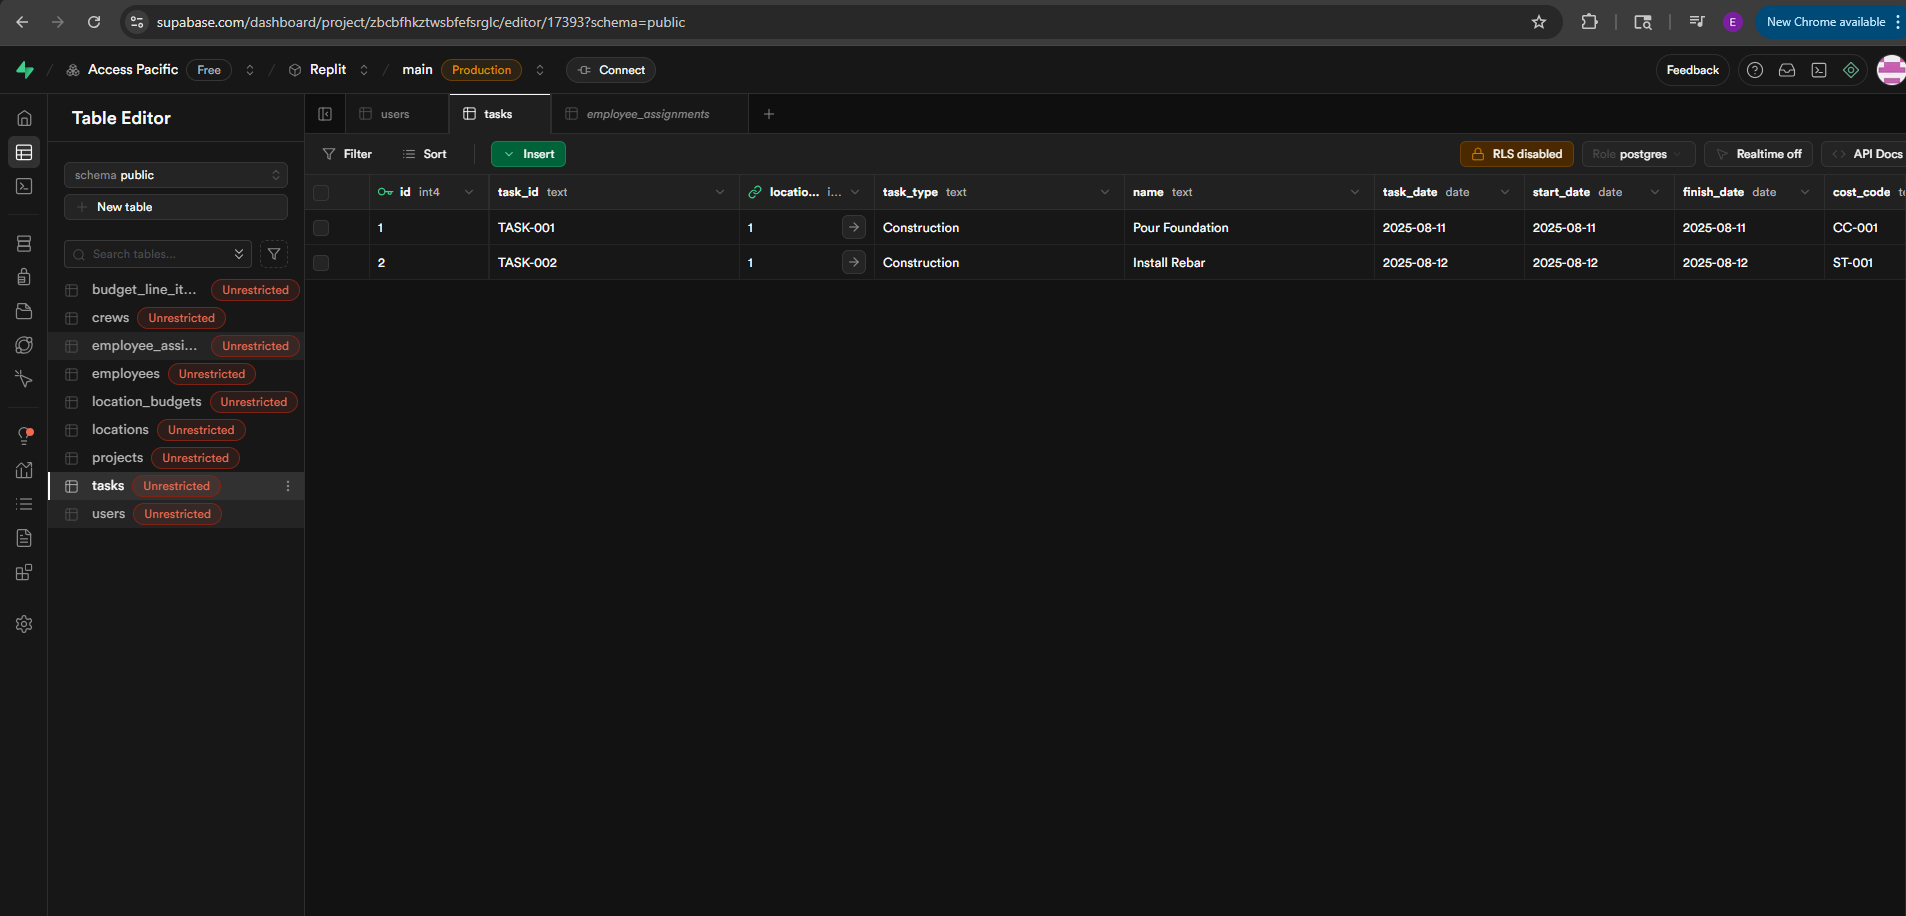 supabase.com/dashboard/project/zbcbfhkztwsbfefsrglc/editor/17393?schema=public
E
New Chrome available
Access Pacific Free
Replit
main Production
Connect
Feedback
Table Editor
users
tasks
employee_assignments
schema public
New table
Search tables...
budget_line_it... Unrestricted
crews Unrestricted
employee_assi... Unrestricted
employees Unrestricted
location_budgets Unrestricted
locations Unrestricted
projects Unrestricted
tasks Unrestricted
users Unrestricted
Filter Sort Insert RLS disabled Role postgres Realtime off API Docs
id int4 task_id text locatio... i... task_type text name text task_date date start_date date finish_date date cost_code
1 TASK-001 1 Construction Pour Foundation 2025-08-11 2025-08-11 2025-08-11 CC-001
2 TASK-002 1 Construction Install Rebar 2025-08-12 2025-08-12 2025-08-12 ST-001